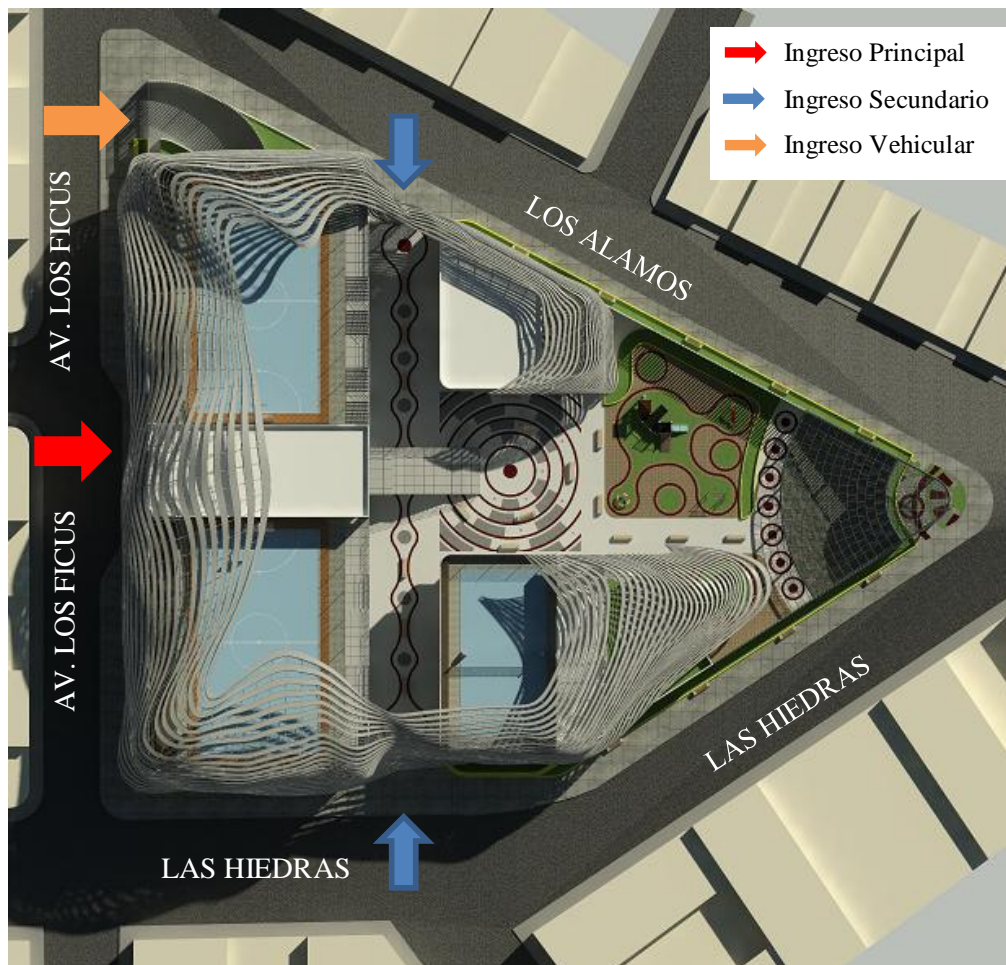 Ingreso Principal
Ingreso Secundario
Ingreso Vehicular
AV. LOS FICUS
LOS ALAMOS
AV. LOS FICUS
LAS HIEDRAS
LAS HIEDRAS